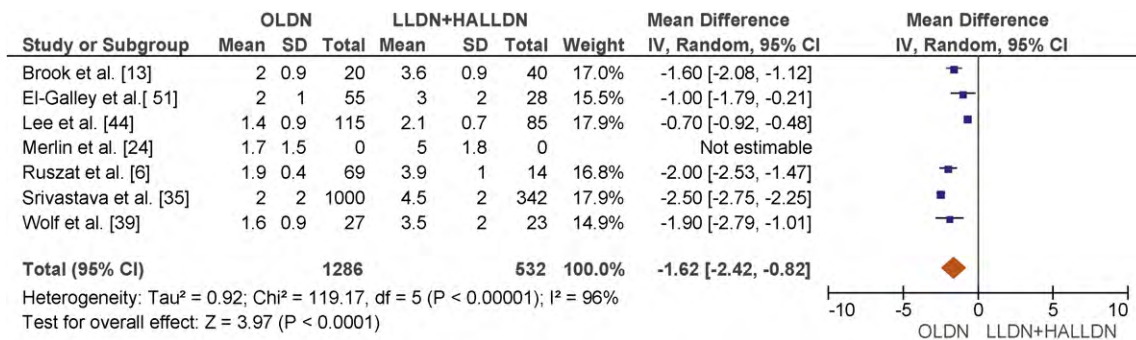 OLDN LLDN+HALLDN Mean Difference Mean Difference
Study or Subgroup Mean SD Total Mean SD Total Weight IV, Random, 95% CI IV, Random, 95% CI
Brook et al. [13] 2 0.9 20 3.6 0.9 40 17.0% -1.60 [-2.08, -1.12]
El-Galley et al.[ 51] 2 1 55 3 2 28 15.5% -1.00 [-1.79, -0.21]
Lee et al. [44] 1.4 0.9 115 2.1 0.7 85 17.9% -0.70 [-0.92, -0.48]
Merlin et al. [24] 1.7 1.5 0 5 1.8 0 Not estimable
Ruszat et al. [6] 1.9 0.4 69 3.9 1 14 16.8% -2.00 [-2.53, -1.47]
Srivastava et al. [35] 2 2 1000 4.5 2 342 17.9% -2.50 [-2.75, -2.25]
Wolf et al. [39] 1.6 0.9 27 3.5 2 23 14.9% -1.90 [-2.79, -1.01]
Total (95% CI) 1286 532 100.0% -1.62 [-2.42, -0.82]
Heterogeneity: Tau² = 0.92; Chi² = 119.17, df = 5 (P < 0.00001); I² = 96%
Test for overall effect: Z = 3.97 (P < 0.0001)
-10 -5 0 5 10
OLDN LLDN+HALLDN